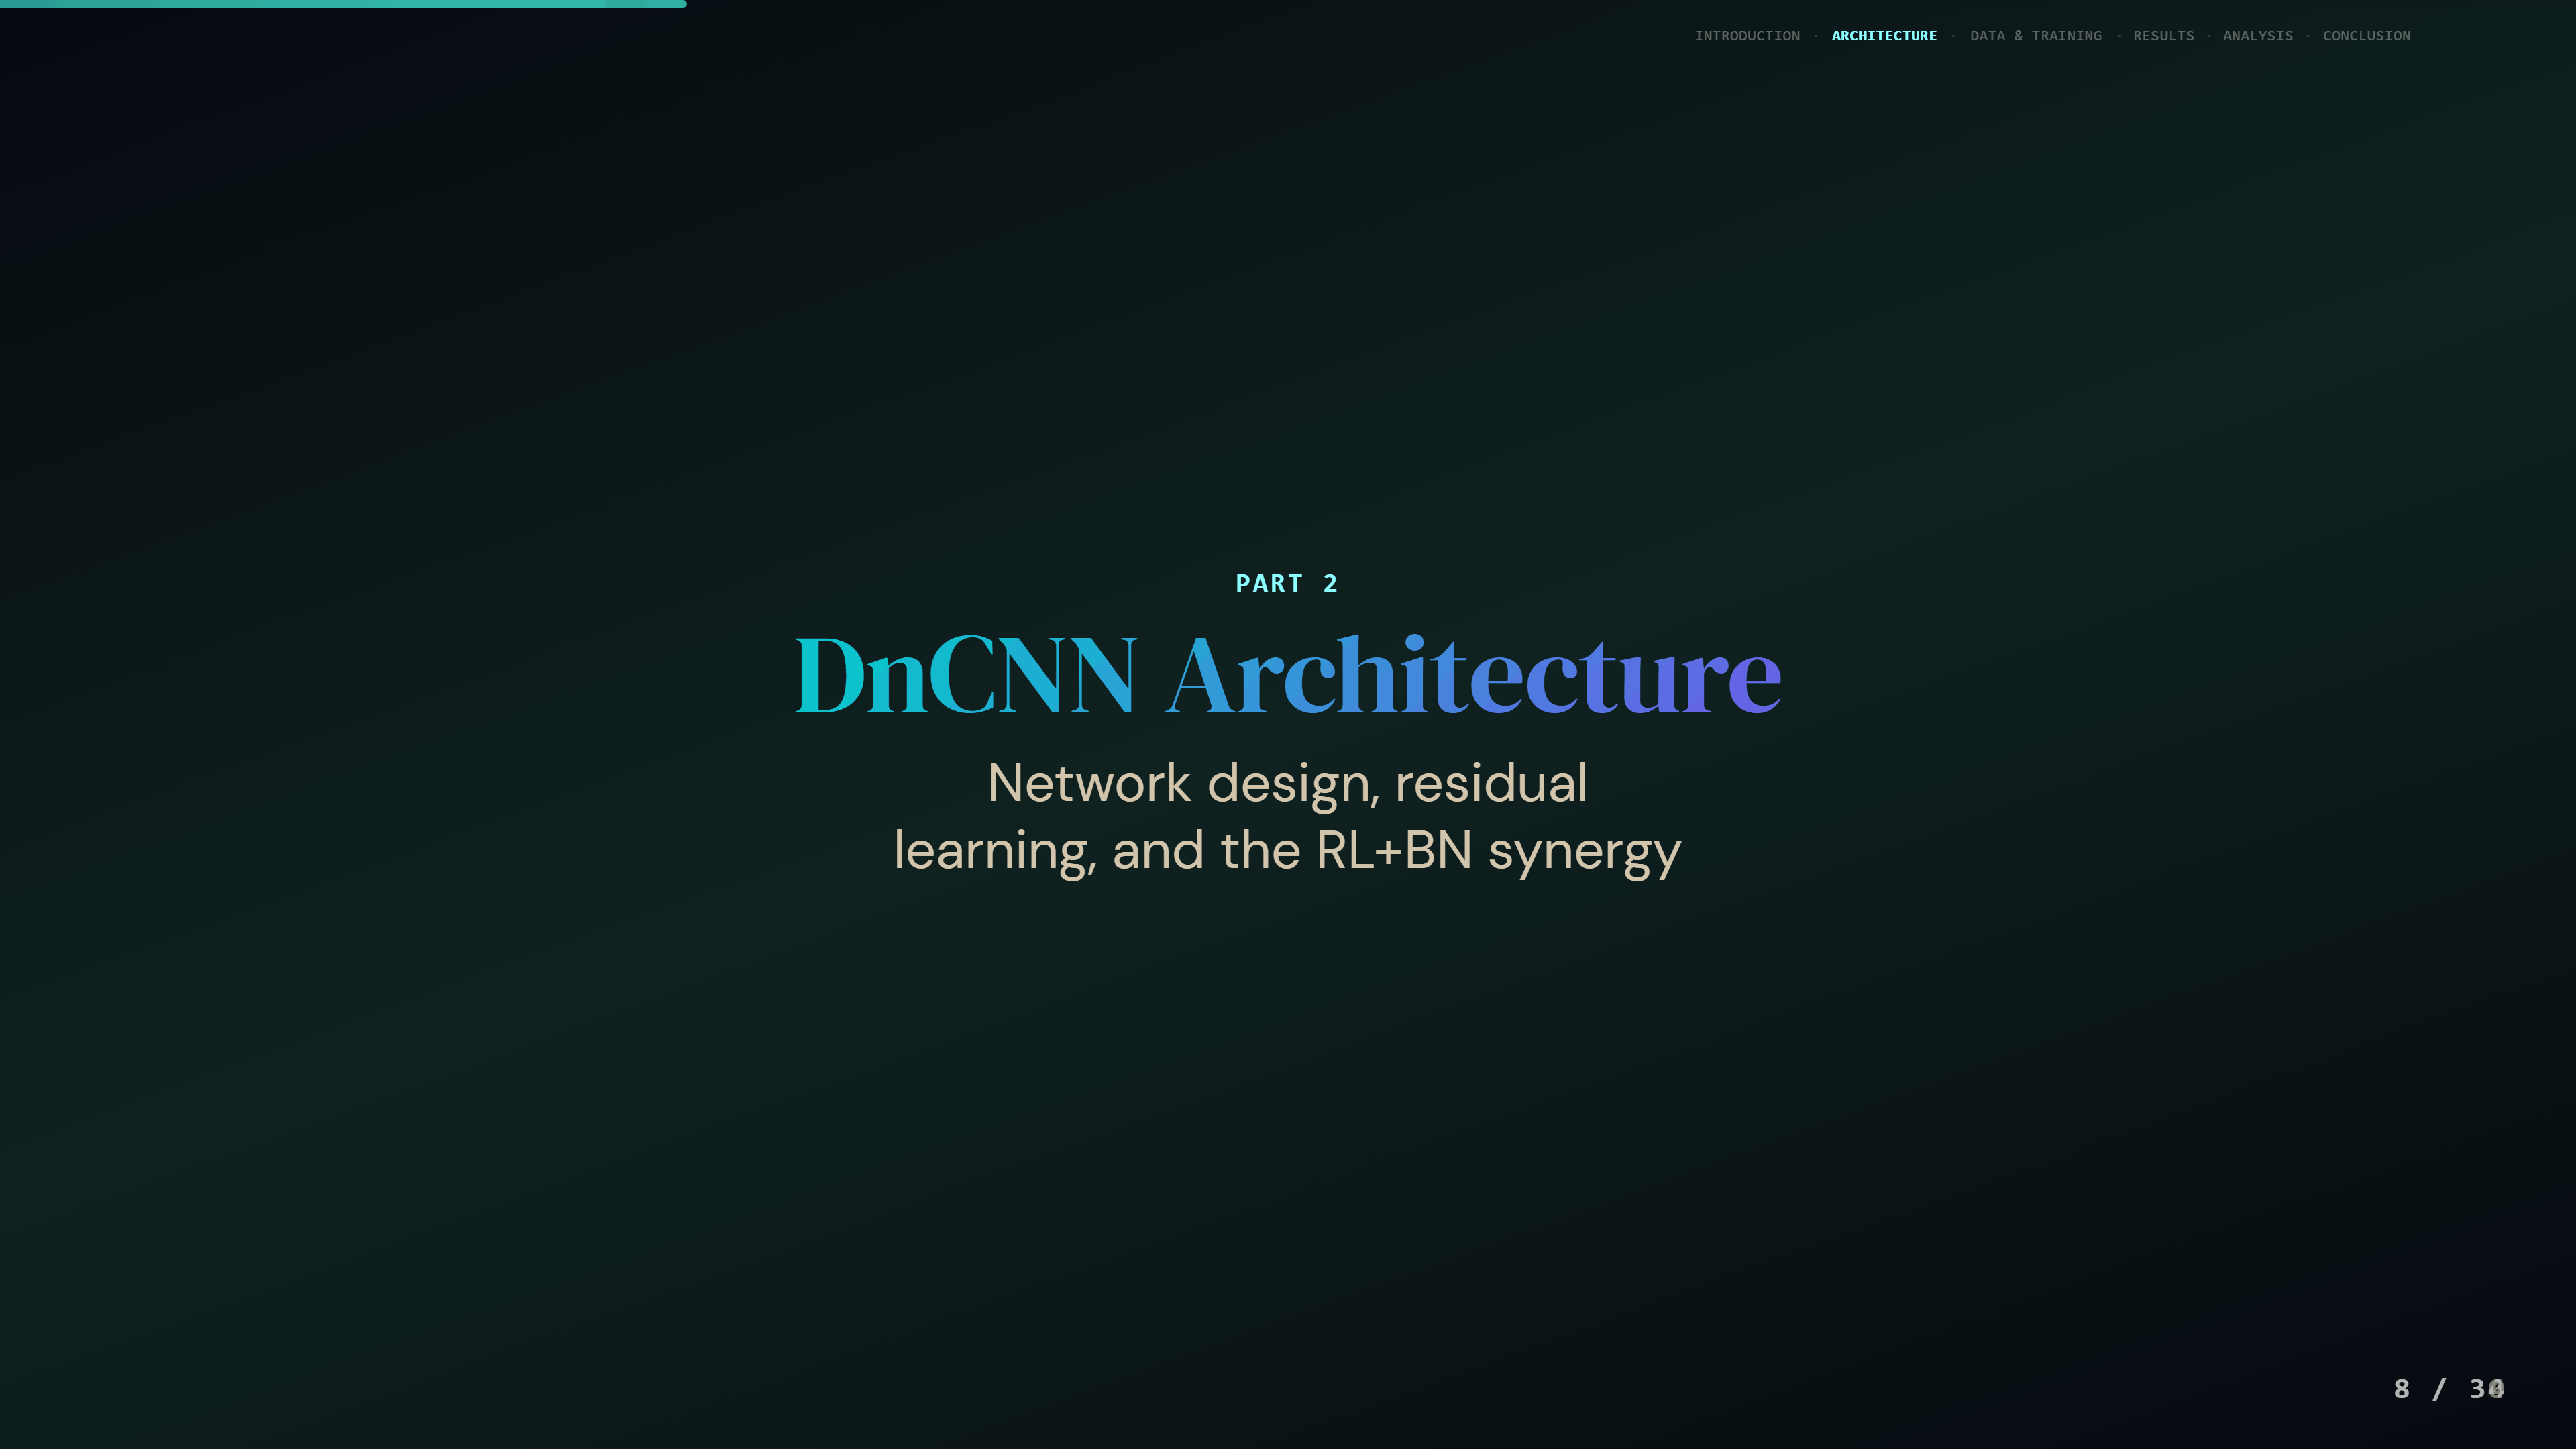 INTRODUCTION · ARCHITECTURE · DATA & TRAINING · RESULTS · ANALYSIS · CONCLUSION
PART 2
DnCNN Architecture
Network design, residual
learning, and the RL+BN synergy
8 /